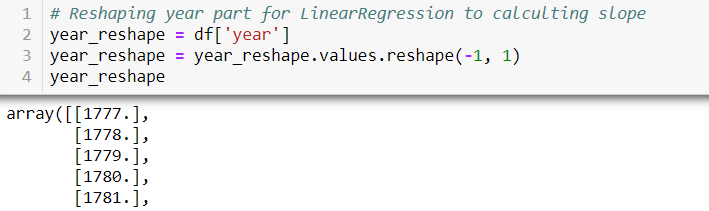 1 # Reshaping year part for LinearRegression to calculting slope
2 year_reshape = df['year']
3 year_reshape = year_reshape.values.reshape(-1, 1)
4 year_reshape
array([[1777.],
[1778.],
[1779.],
[1780.],
[1781.],